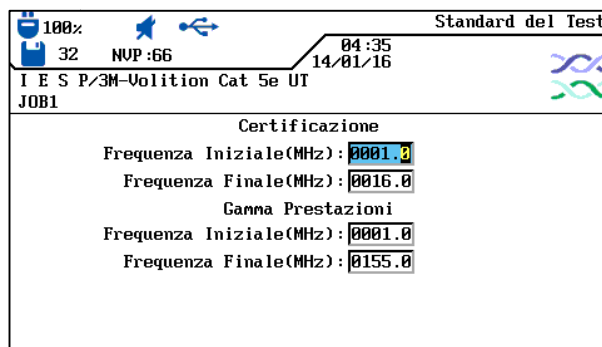 100% Standard del Test
32 NVP:66 04:35
14/01/16
I E S P/3M-Volition Cat 5e UT
JOB1
Certificazione
Frequenza Iniziale(MHz): 0001.0
Frequenza Finale(MHz): 0016.0
Gamma Prestazioni
Frequenza Iniziale(MHz): 0001.0
Frequenza Finale(MHz): 0155.0